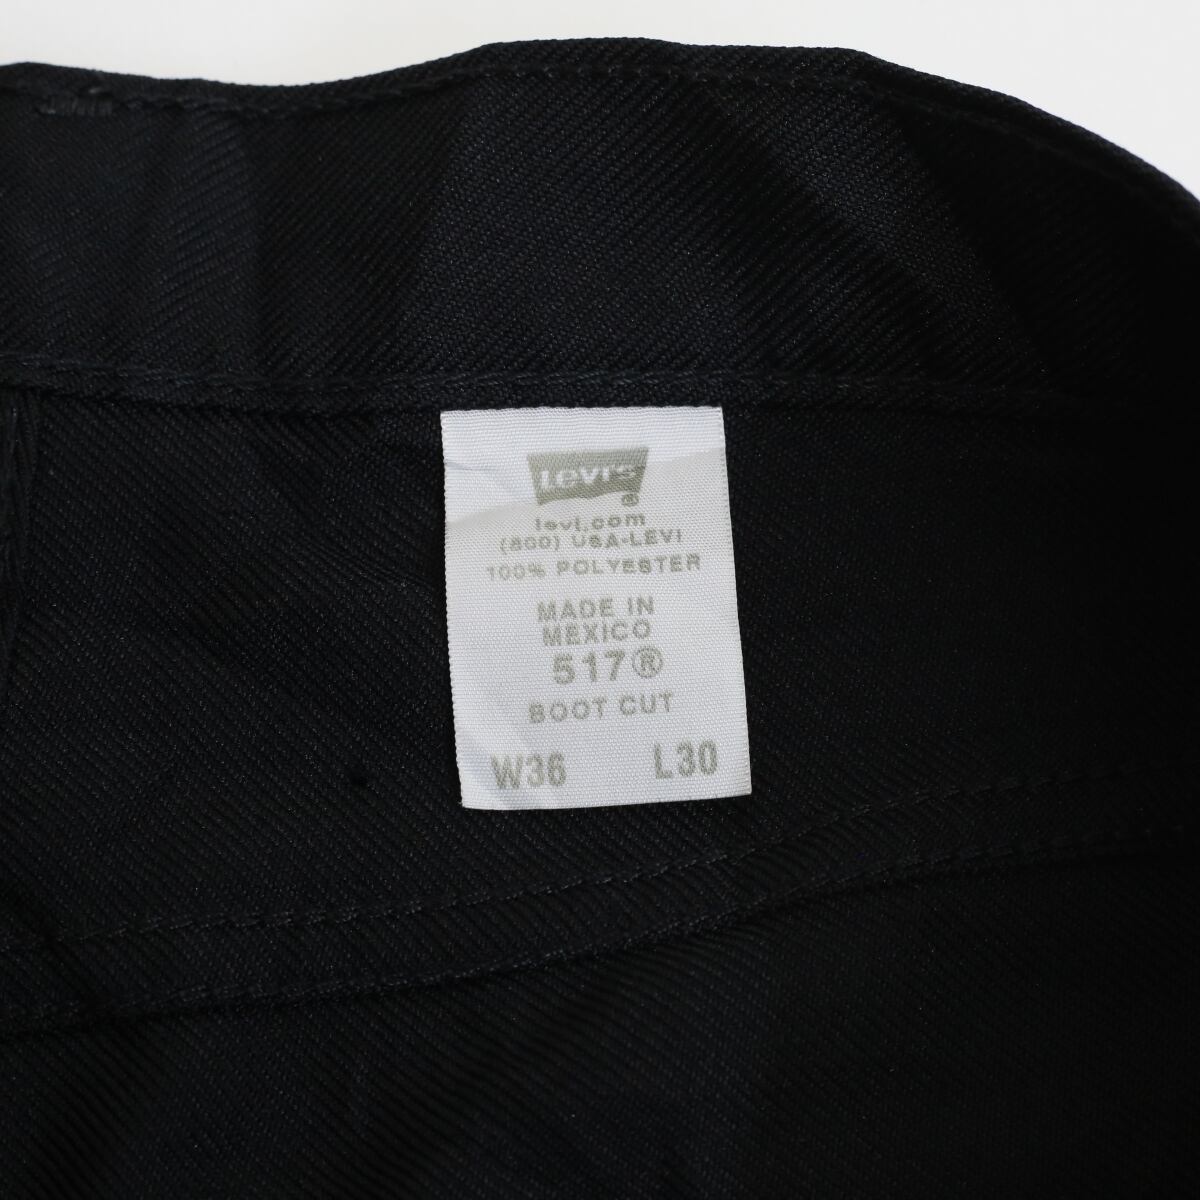 Levi's
®
levi.com
(800) USA-LEVI
100% POLYESTER
MADE IN
MEXICO
517®
BOOT CUT
W36 L30